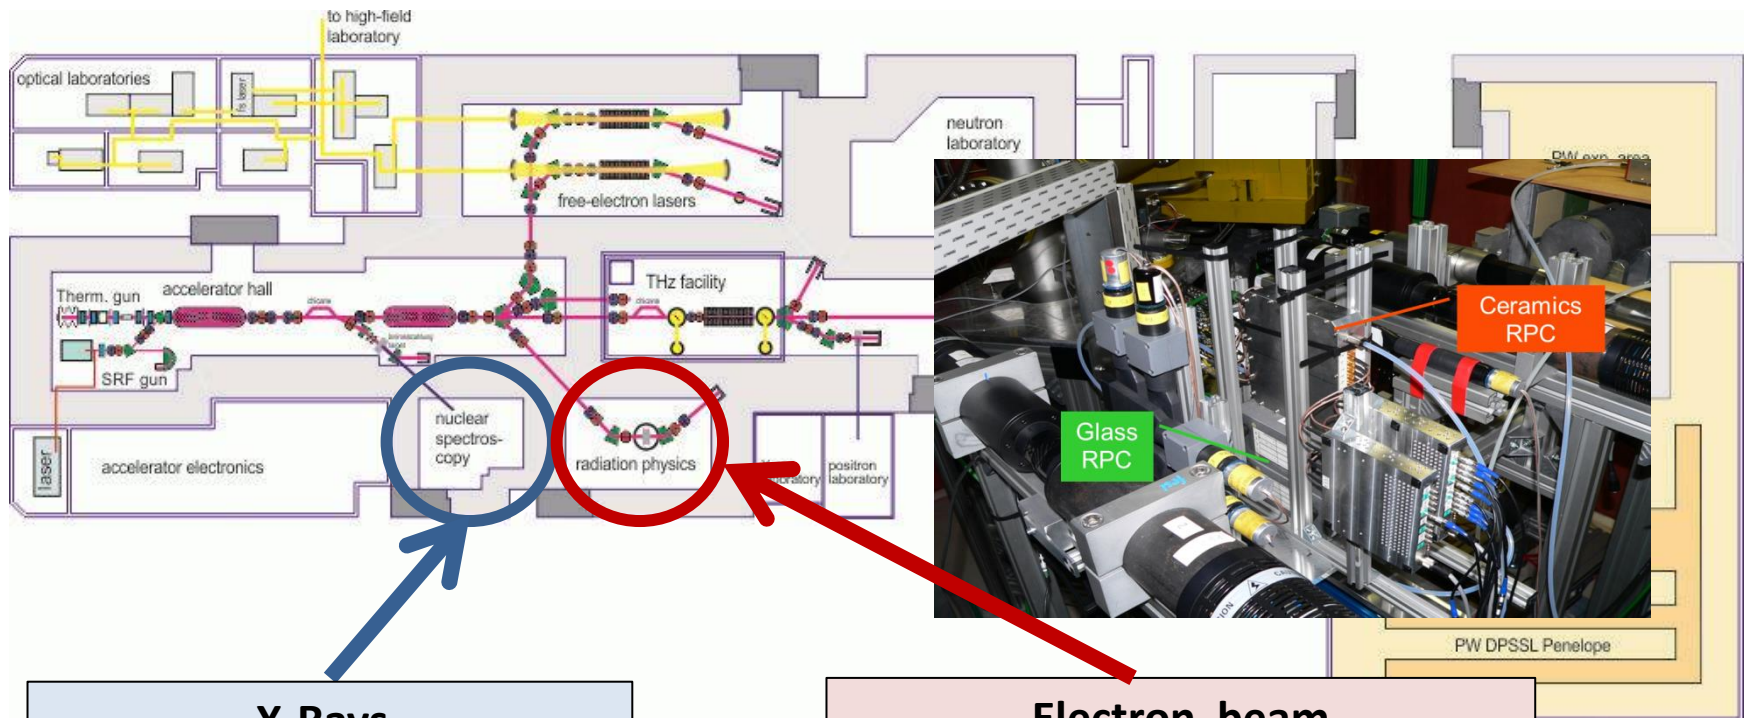 to high-field
laboratory
optical laboratories
fs laser
neutron
laboratory
free-electron lasers
THz facility
Therm. gun
accelerator hall
chicane
chicane
SRF gun
nuclear
spectros-
copy
radiation physics
positron
laboratory
laser
accelerator electronics
Ceramics
RPC
Glass
RPC
PW DPSSL Penelope
X-Rays
Electron beam